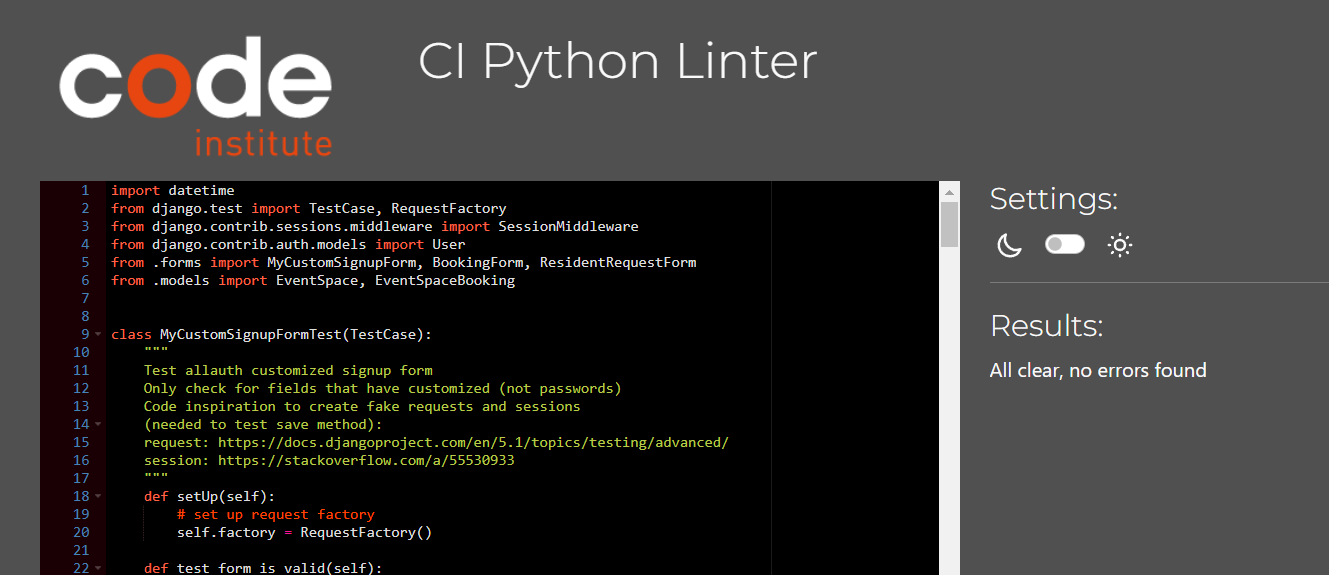 code
institute
CI Python Linter
1 import datetime
2 from django.test import TestCase, RequestFactory
3 from django.contrib.sessions.middleware import SessionMiddleware
4 from django.contrib.auth.models import User
5 from .forms import MyCustomSignupForm, BookingForm, ResidentRequestForm
6 from .models import EventSpace, EventSpaceBooking
7
8
9 class MyCustomSignupFormTest(TestCase):
10 """
11 Test allauth customized signup form
12 Only check for fields that have customized (not passwords)
13 Code inspiration to create fake requests and sessions
14 (needed to test save method):
15 request: https://docs.djangoproject.com/en/5.1/topics/testing/advanced/
16 session: https://stackoverflow.com/a/55530933
17 """
18 def setUp(self):
19 # set up request factory
20 self.factory = RequestFactory()
21
22 def test_form_is_valid(self):
Settings:
Results:
All clear, no errors found